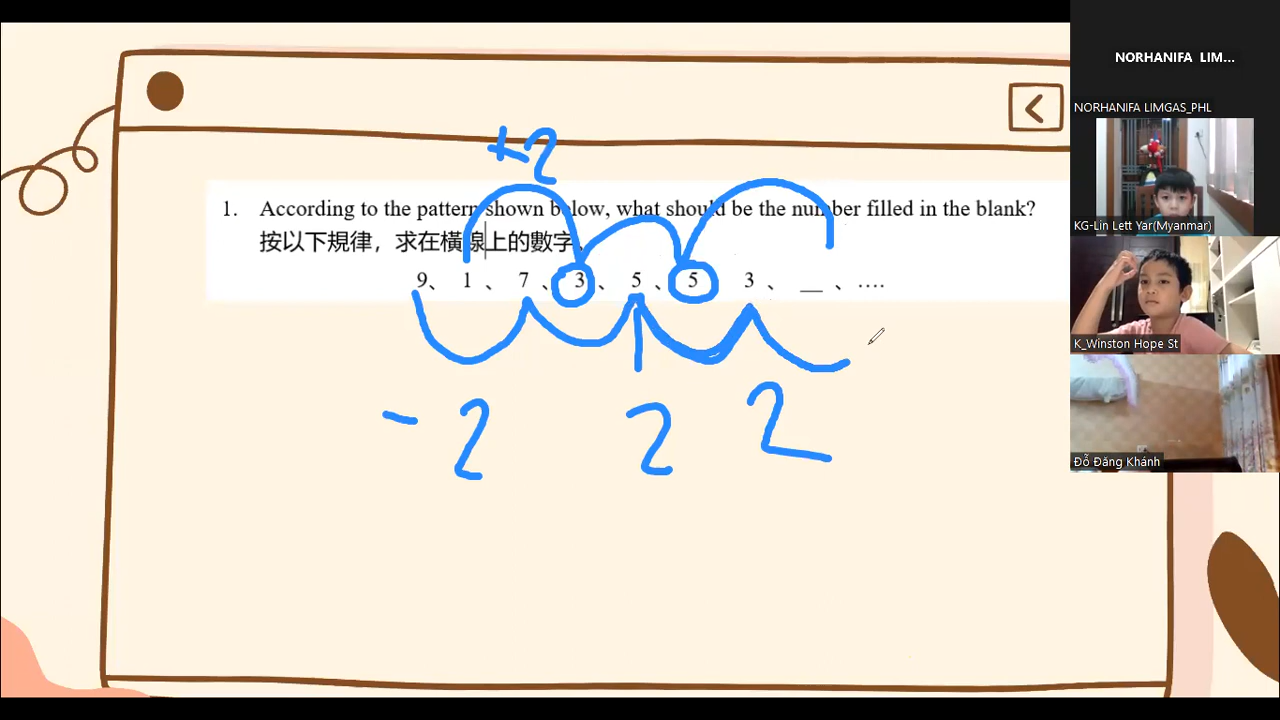 NORHANIFA LIM...
NORHANIFA LIMGAS_PHL
+2
1. According to the pattern shown below, what should be the number filled in the blank?
按以下規律，求在橫線上的數字。
9、 1 、 7 、 3 、 5 、 5 、 3 、 __ 、….
- 2 2 2
KG-Lin Lett Yar(Myanmar)
K_Winston Hope St
Đỗ Đăng Khánh